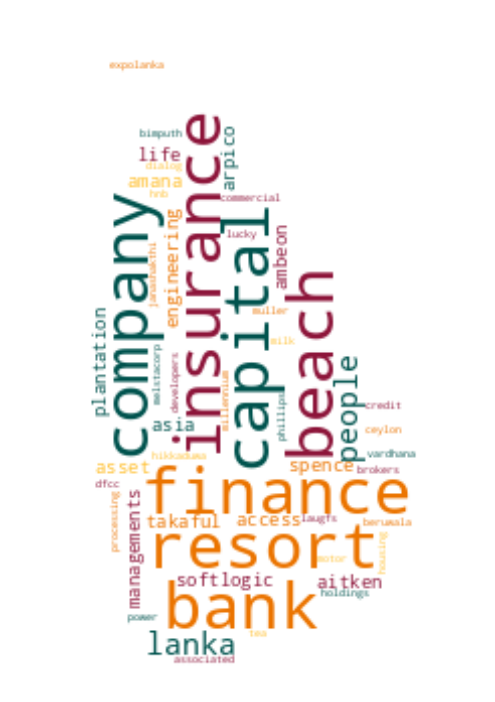 expolanka
bimputh
life
dialog
amana
hnb
arpico
insurance
commercial
company
capital
lucky
engineering
janashakthi
ambeon
beach
muller
milk
plantation
melstacorp
developers
millennium
phillips
people
asia
credit
ceylon
hikkaduwa
vardhana
asset
spence
brokers
dfcc
finance
processing
managements
takaful
access
laugfs
beruwala
resort
motor
housing
softlogic
aitken
holdings
bank
power
tea
lanka
associated